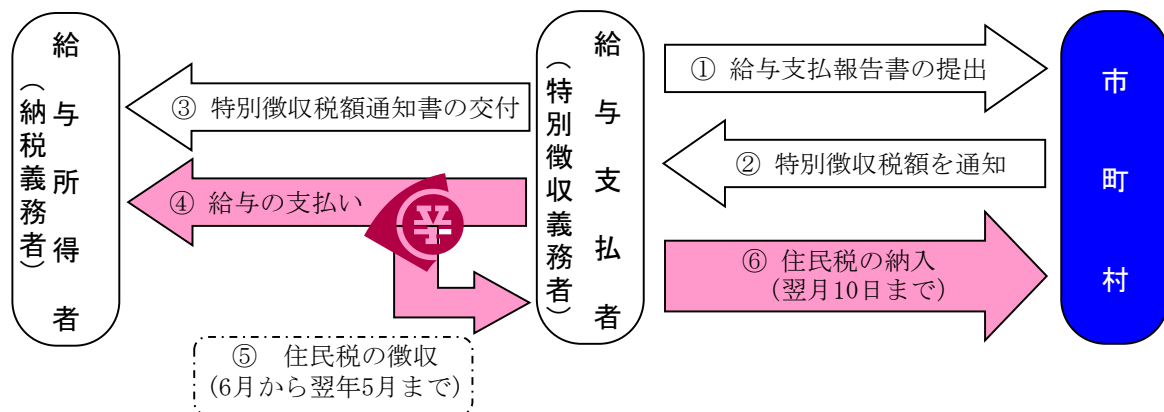 給与所得者
(納税義務者)
③ 特別徴収税額通知書の交付
④ 給与の支払い
給与支払者
(特別徴収義務者)
⑤ 住民税の徴収
(6月から翌年5月まで)
① 給与支払報告書の提出
② 特別徴収税額を通知
⑥ 住民税の納入
(翌月10日まで)
市町村